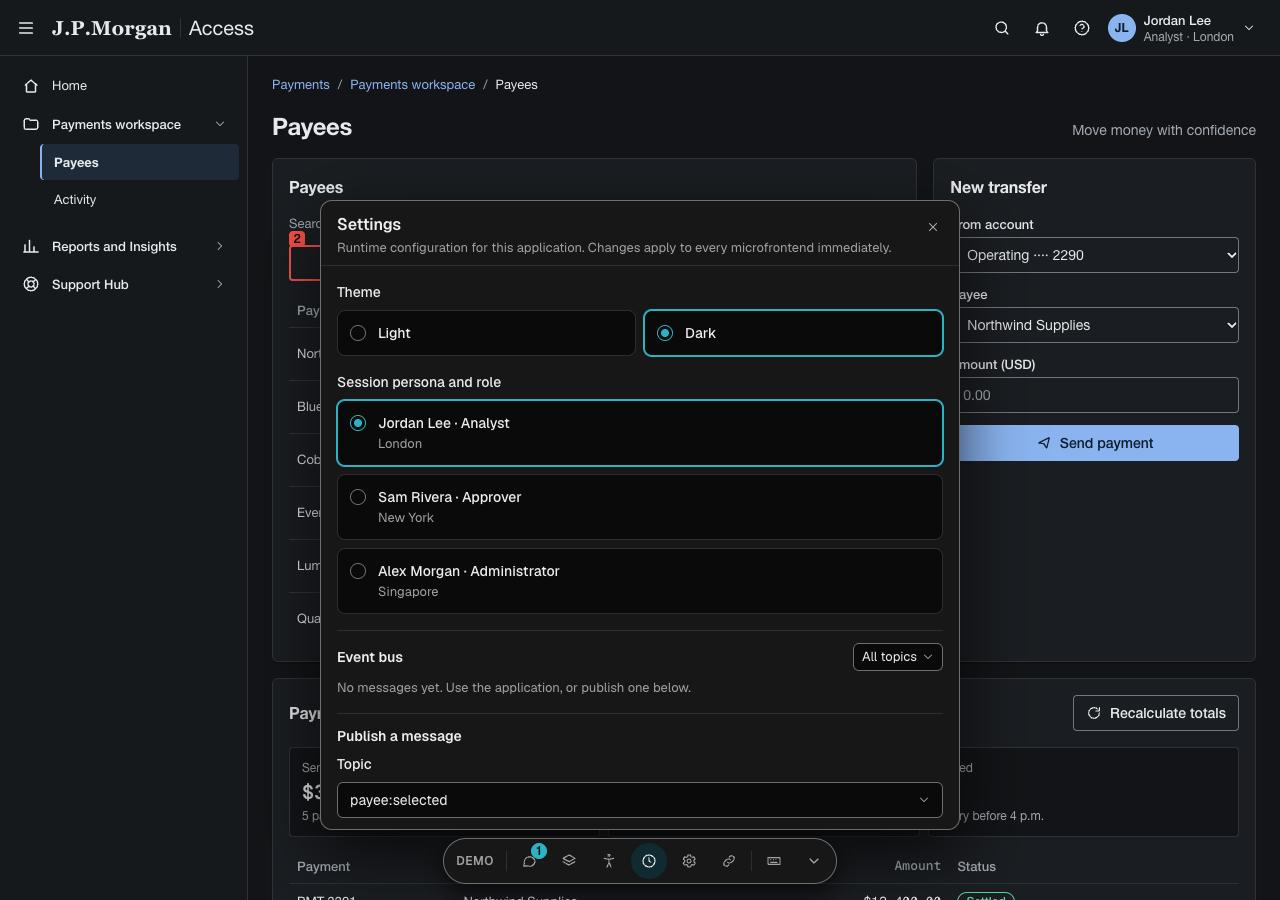 J.P.Morgan Access
JL
Jordan Lee
Analyst · London
Home
Payments workspace
Payees
Activity
Reports and Insights
Support Hub
Payments / Payments workspace / Payees
Payees
Move money with confidence
Payees
2
New transfer
Operating ···· 2290
Northwind Supplies
(USD)
0.00
Send payment
Settings
Runtime configuration for this application. Changes apply to every microfrontend immediately.
Theme
Light
Dark
Session persona and role
Jordan Lee · Analyst
London
Sam Rivera · Approver
New York
Alex Morgan · Administrator
Singapore
Event bus
All topics
No messages yet. Use the application, or publish one below.
Publish a message
Topic
payee:selected
Recalculate totals
before 4 p.m.
DEMO
1
Payment
Amount
Status